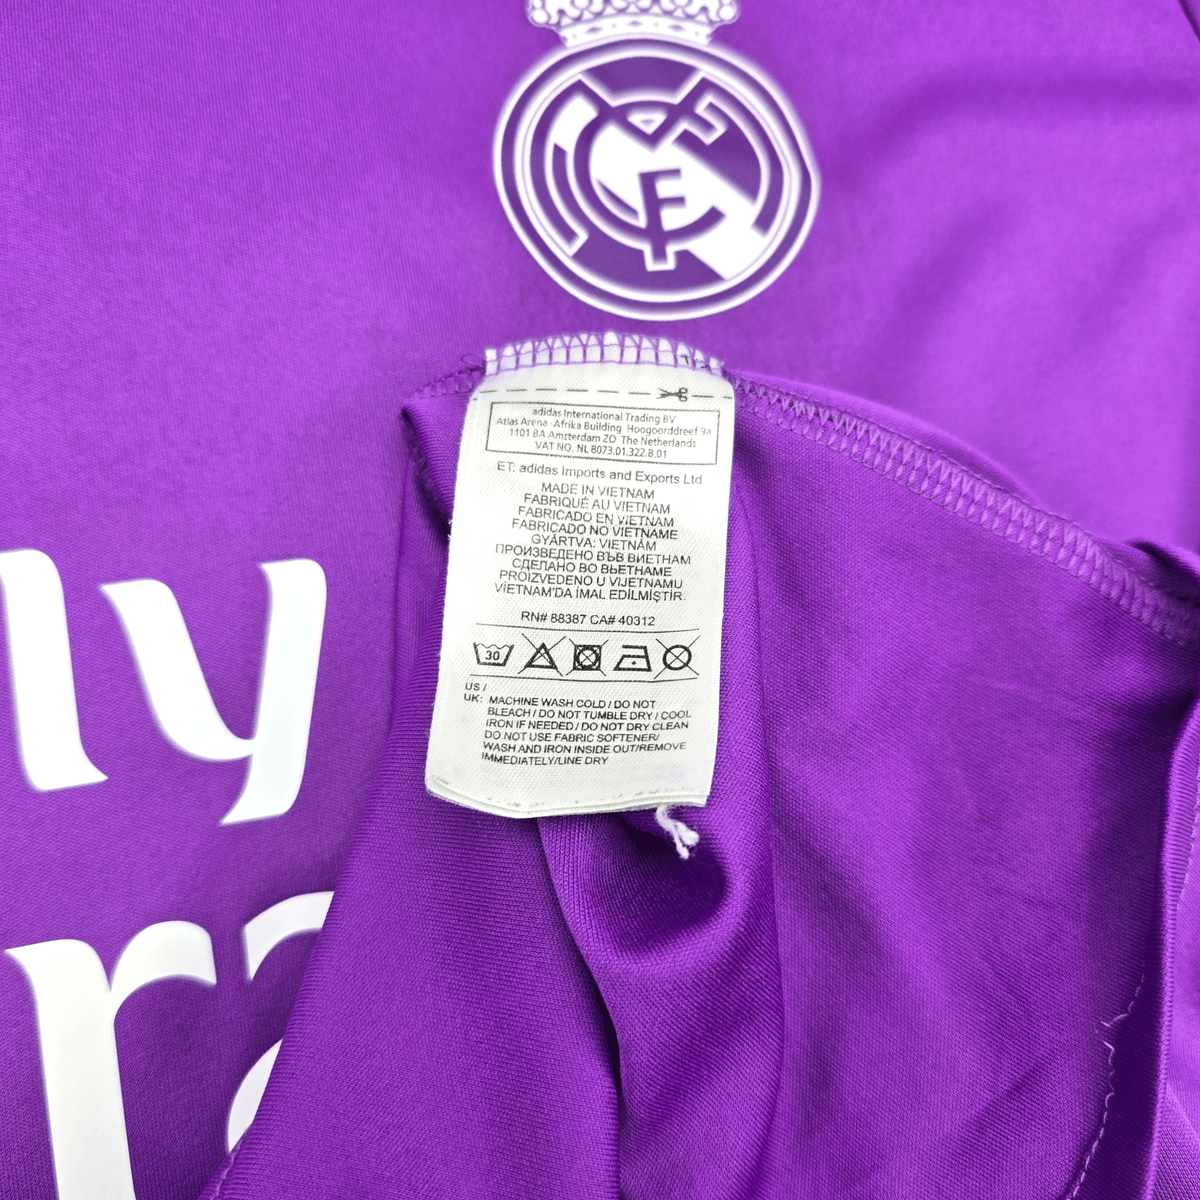 adidas International Trading BV
Atlas Arena -Afrika Building Hoogoorddreef 9a
1101 BA Amsterdam ZO The Netherlands
VAT NO. NL 8073.01.322.B.01
ET: adidas Imports and Exports Ltd
MADE IN VIETNAM
FABRIQUÉ AU VIETNAM
FABRICADO EN VIETNAM
FABRICADO NO VIETNAME
GYÁRTVA: VIETNÁM
ПРОИЗВЕДЕНО ВЪВ ВИЕТНАМ
СДЕЛАНО ВО ВЬЕТНАМЕ
PROIZVEDENO U VIJETNAMU
VİETNAM'DA İMAL EDİLMİŞTİR.
RN# 88387 CA# 40312
30
US /
UK: MACHINE WASH COLD / DO NOT
BLEACH / DO NOT TUMBLE DRY / COOL
IRON IF NEEDED / DO NOT DRY CLEAN
DO NOT USE FABRIC SOFTENER/
WASH AND IRON INSIDE OUT/REMOVE
IMMEDIATELY/LINE DRY
ly
ra